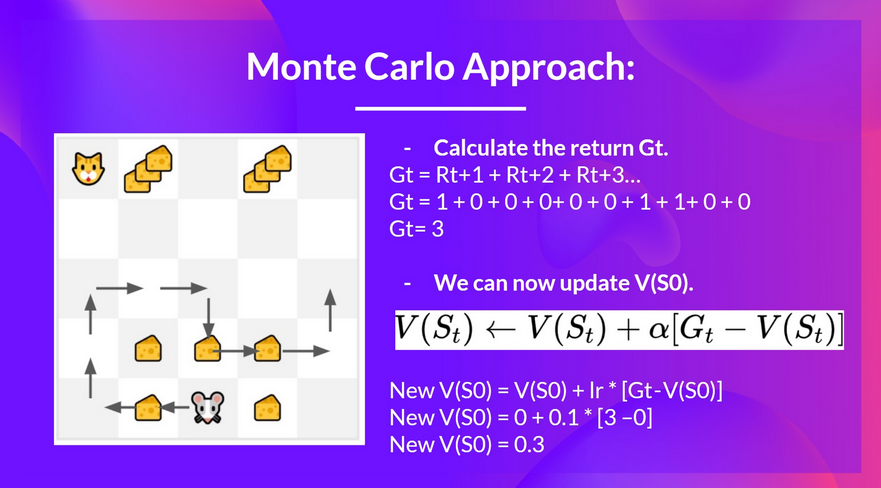 Monte Carlo Approach:
- Calculate the return Gt.
Gt = Rt+1 + Rt+2 + Rt+3...
Gt = 1 + 0 + 0 + 0+ 0 + 0 + 1 + 1+ 0 + 0
Gt= 3
- We can now update V(S0).
V(S_t) ← V(S_t) + α[G_t − V(S_t)]
New V(S0) = V(S0) + lr * [Gt-V(S0)]
New V(S0) = 0 + 0.1 * [3 –0]
New V(S0) = 0.3